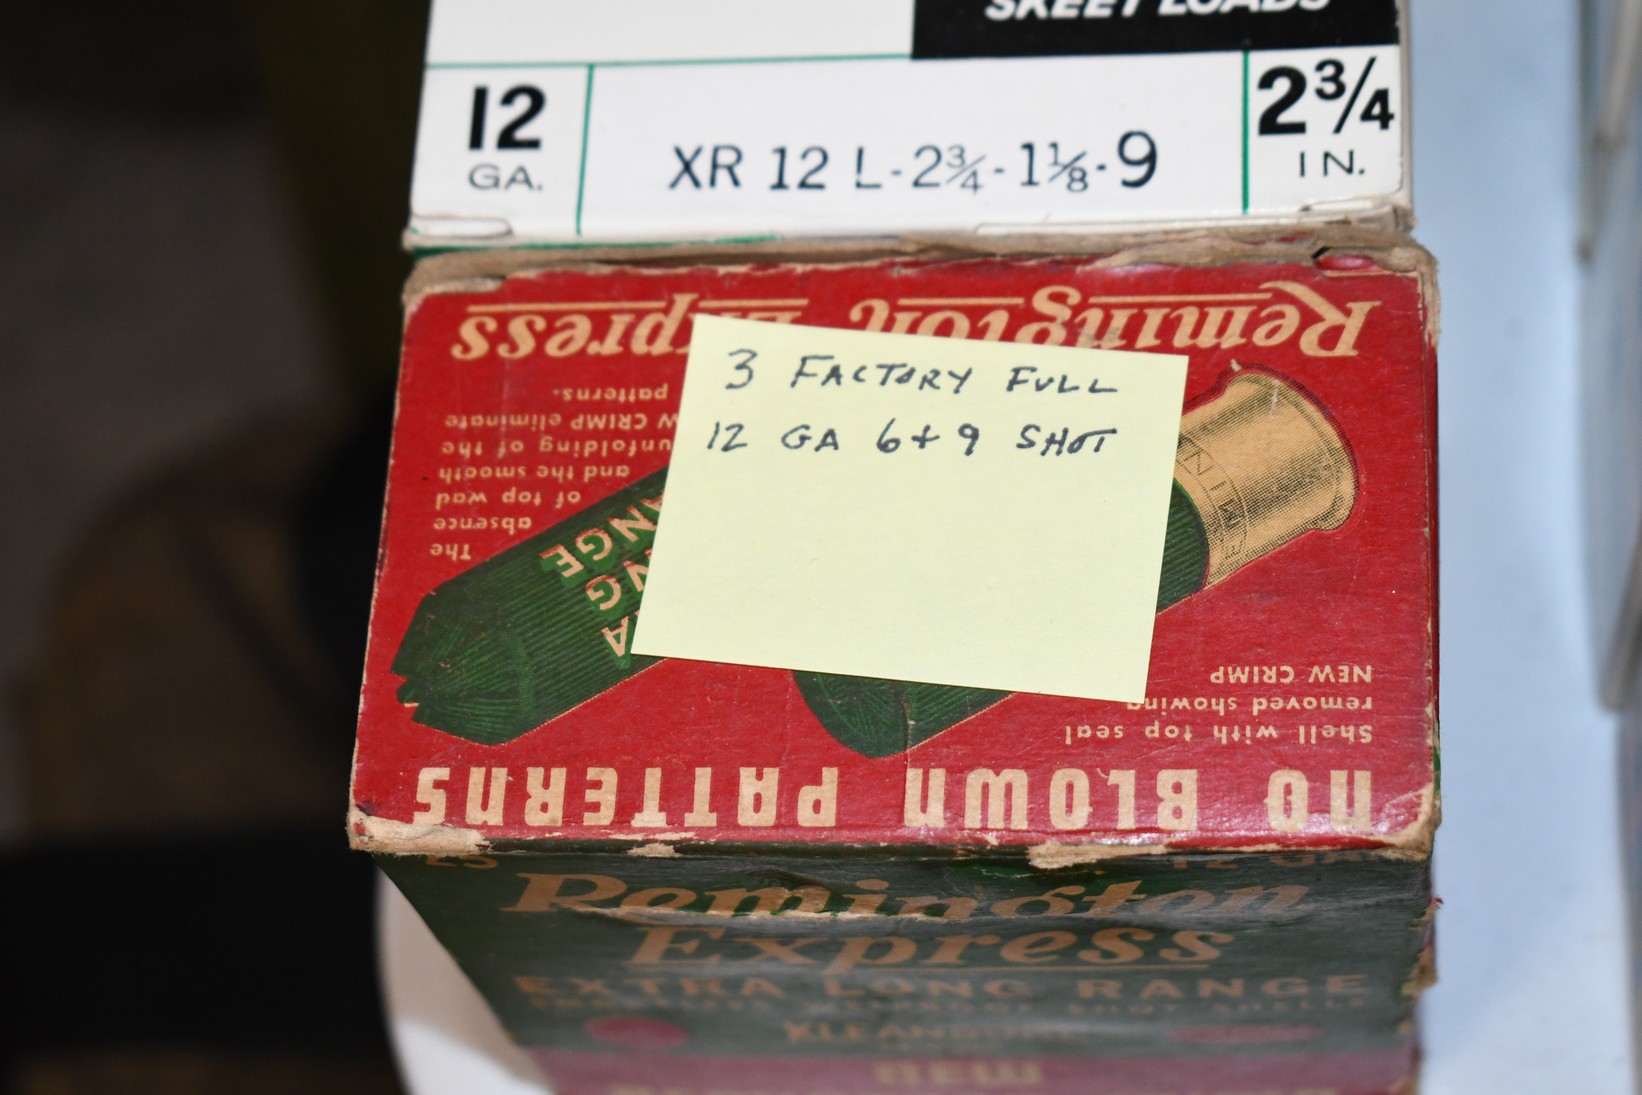 SKEET LOADS
12
GA.
XR 12 L-2¾-1⅛-9
2¾
IN.
3 FACTORY FULL
12 GA 6+9 SHOT
NO BLOWN PATTERNS
Shell with top seal
removed showing
NEW CRIMP
The
absence
of top wad
and the smooth
unfolding of the
CRIMP eliminate
patterns.
Remington Express
Remington
Express
EXTRA LONG RANGE
NEW